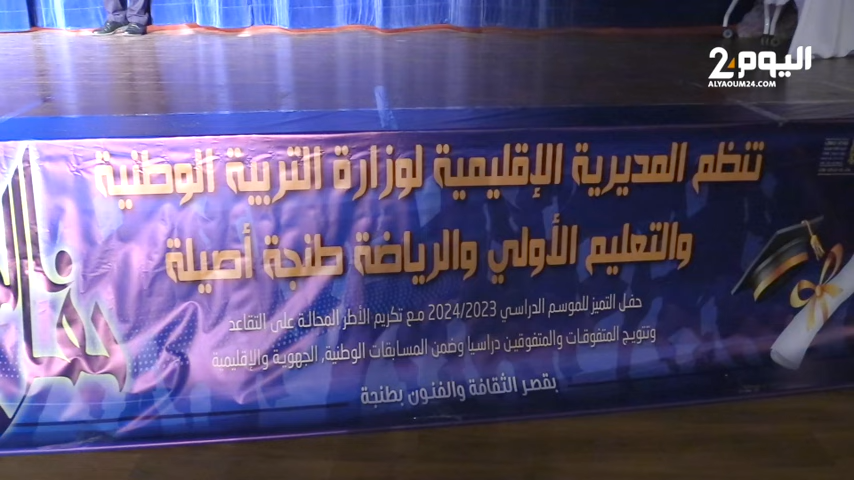 اليوم24
ALYAOUM24.COM
تنظم المديرية الإقليمية لوزارة التربية الوطنية
والتعليم الأولي والرياضة طنجة أصيلة
حفل التميز للموسم الدراسي 2024/2023 مع تكريم الأطر المحالة على التقاعد
وتتويج المتفوقات والمتفوقين دراسيا وضمن المسابقات الوطنية, الجهوية والإقليمية
بقصر الثقافة والفنون بطنجة